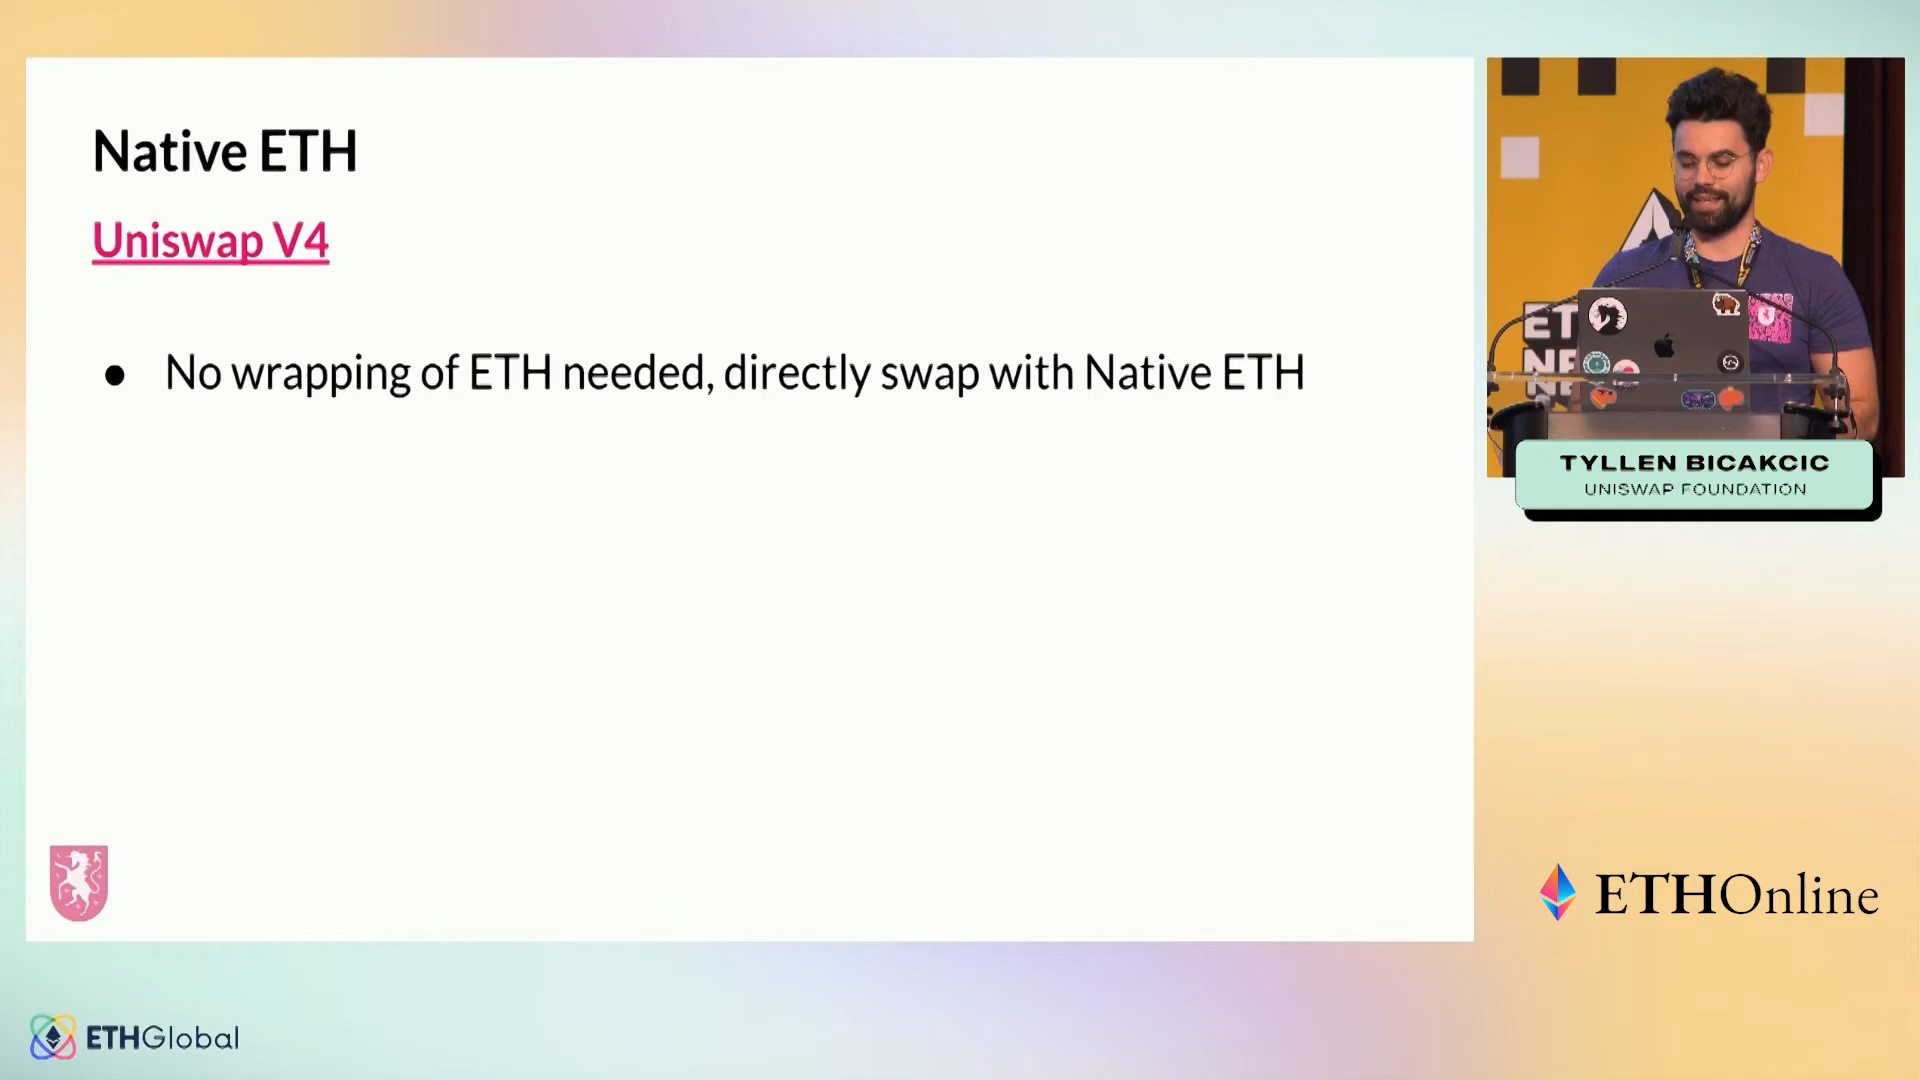 Native ETH
Uniswap V4
● No wrapping of ETH needed, directly swap with Native ETH
TYLLEN BICAKCIC
UNISWAP FOUNDATION
ETHOnline
ETHGlobal